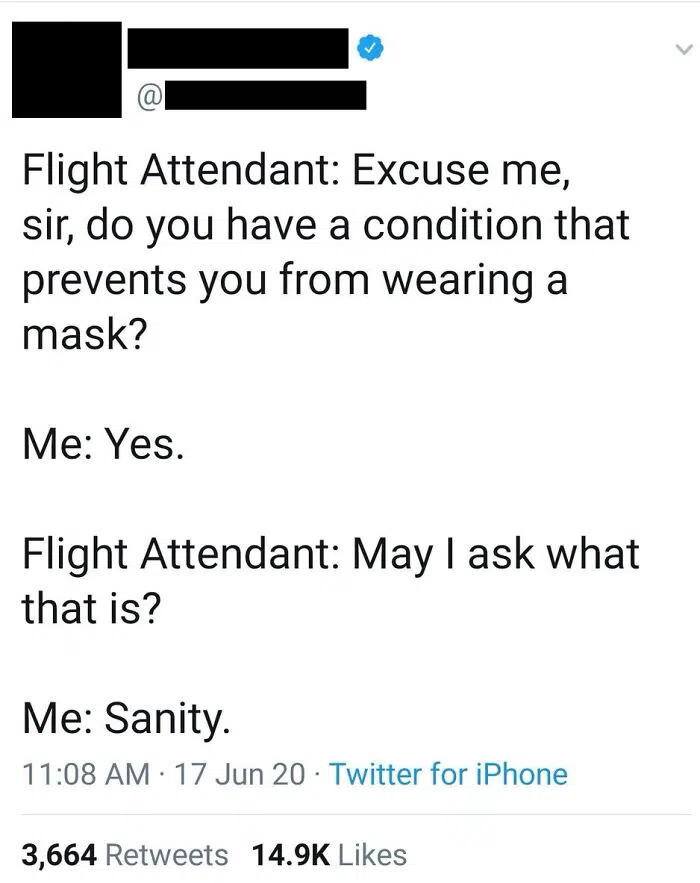 @
Flight Attendant: Excuse me,
sir, do you have a condition that
prevents you from wearing a
mask?
Me: Yes.
Flight Attendant: May I ask what
that is?
Me: Sanity.
11:08 AM · 17 Jun 20 · Twitter for iPhone
3,664 Retweets 14.9K Likes